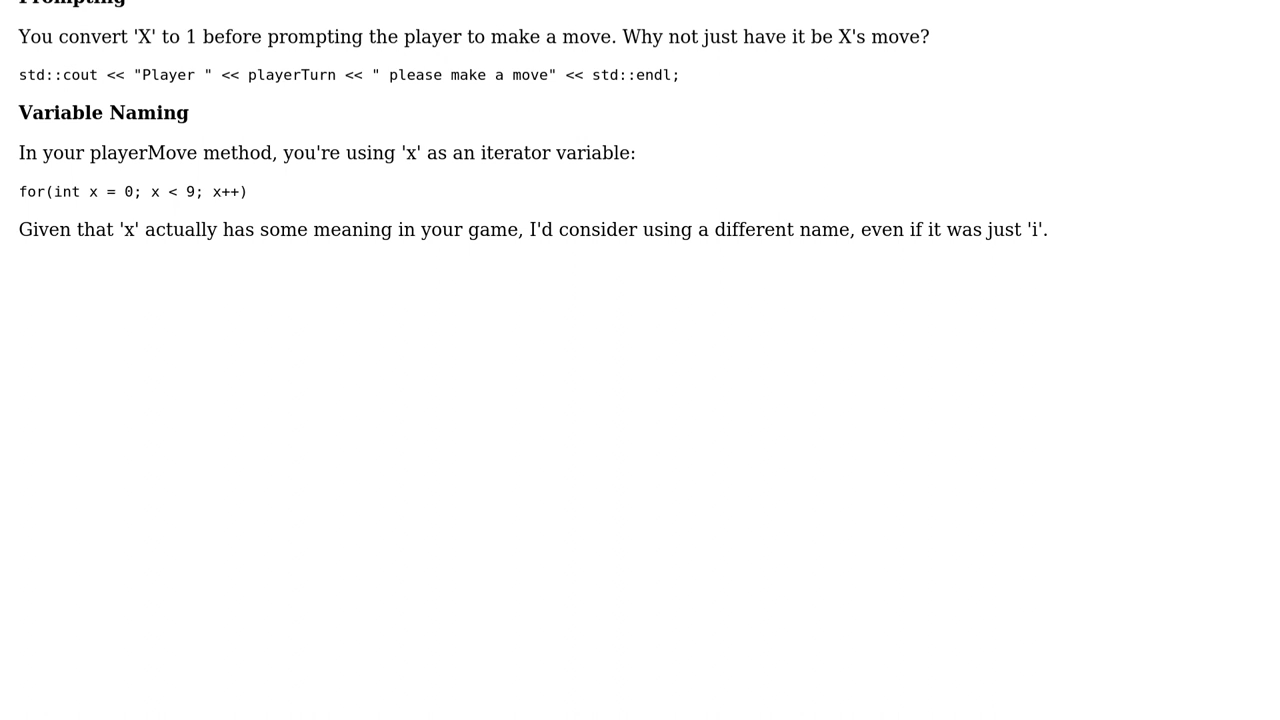 Prompting
You convert 'X' to 1 before prompting the player to make a move. Why not just have it be X's move?
std::cout << "Player " << playerTurn << " please make a move" << std::endl;
Variable Naming
In your playerMove method, you're using 'x' as an iterator variable:
for(int x = 0; x < 9; x++)
Given that 'x' actually has some meaning in your game, I'd consider using a different name, even if it was just 'i'.